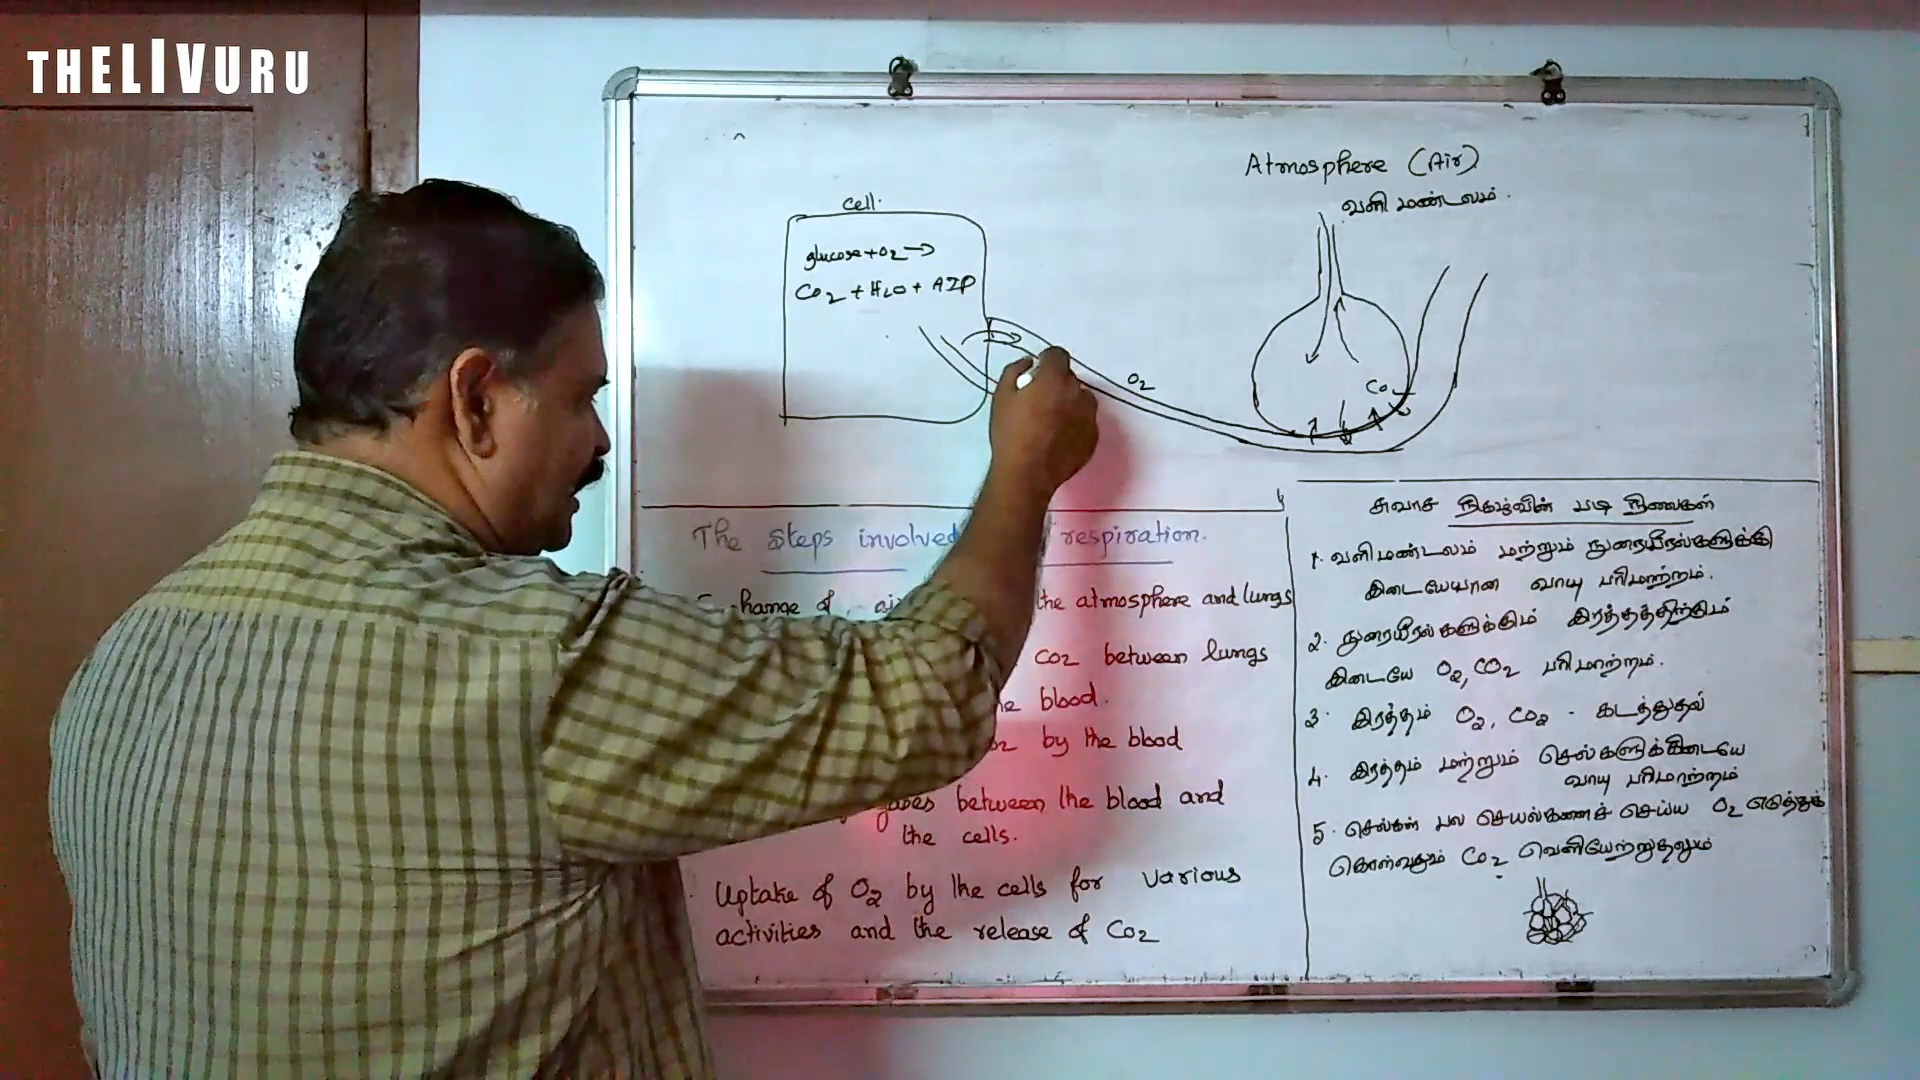 THELIVURU
Atmosphere (Air)
வளி மண்டலம்.
cell.
glucose + O2 →
CO2 + H2O + ATP
O2
CO
The steps involved respiration.
the atmosphere and lungs
CO2 between lungs
blood.
by the blood
between the blood and
the cells.
Uptake of O2 by the cells for various
activities and the release of CO2
சுவாச நிகழ்வின் படி நிலைகள்
1. வளி மண்டலம் மற்றும் நுரையீரல்களுக்கு
இடையேயான வாயு பரிமாற்றம்.
2. நுரையீரல்களுக்கும் இரத்தத்திற்கும்
இடையே O2, CO2 பரிமாற்றம்.
3. இரத்தம் O2, CO2 - கடத்துதல்
4. இரத்தம் மற்றும் செல்களுக்கிடையே
வாயு பரிமாற்றம்
5. செல்கள் பல செயல்களைச் செய்ய O2 எடுத்துக்
கொள்வதும் CO2 வெளியேற்றுதலும்